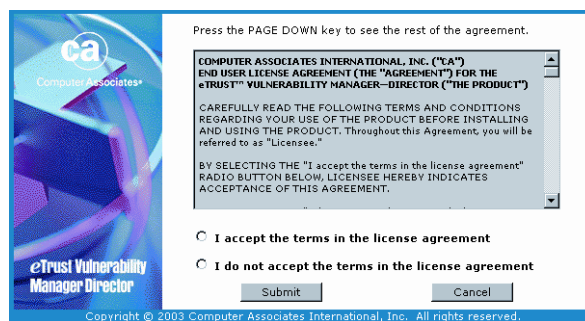 ca
Computer Associates®
eTrust Vulnerability
Manager Director
Press the PAGE DOWN key to see the rest of the agreement.
COMPUTER ASSOCIATES INTERNATIONAL, INC. ("CA")
END USER LICENSE AGREEMENT (THE "AGREEMENT") FOR THE
eTRUST™ VULNERABILITY MANAGER—DIRECTOR ("THE PRODUCT")
CAREFULLY READ THE FOLLOWING TERMS AND CONDITIONS
REGARDING YOUR USE OF THE PRODUCT BEFORE INSTALLING
AND USING THE PRODUCT. Throughout this Agreement, you will be
referred to as "Licensee."
BY SELECTING THE "I accept the terms in the license agreement"
RADIO BUTTON BELOW, LICENSEE HEREBY INDICATES
ACCEPTANCE OF THIS AGREEMENT.
I accept the terms in the license agreement
I do not accept the terms in the license agreement
Submit
Cancel
Copyright © 2003 Computer Associates International, Inc. All rights reserved.